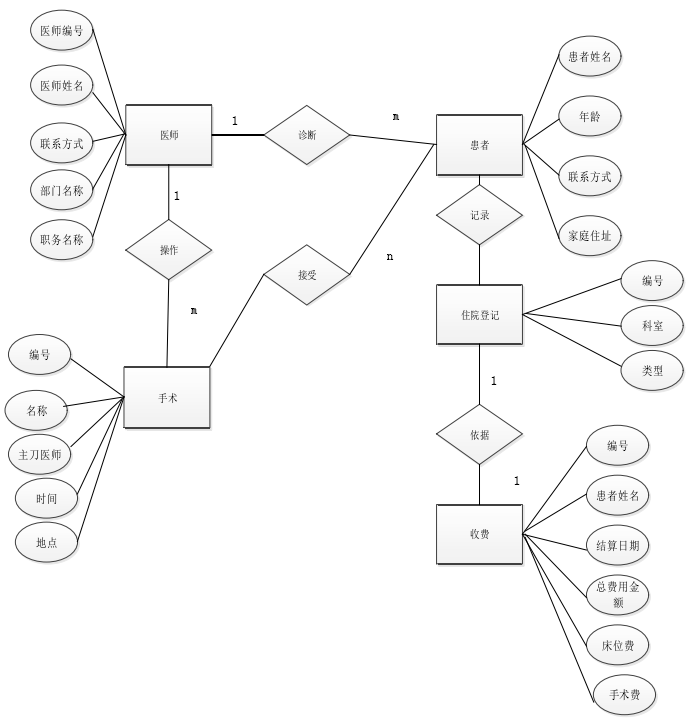 医师编号
医师姓名
联系方式
部门名称
职务名称
医师
1
诊断
n
患者
患者姓名
年龄
联系方式
家庭住址
1
操作
n
接受
n
记录
住院登记
编号
科室
类型
手术
编号
名称
主刀医师
时间
地点
1
依据
1
收费
编号
患者姓名
结算日期
总费用金
额
床位费
手术费